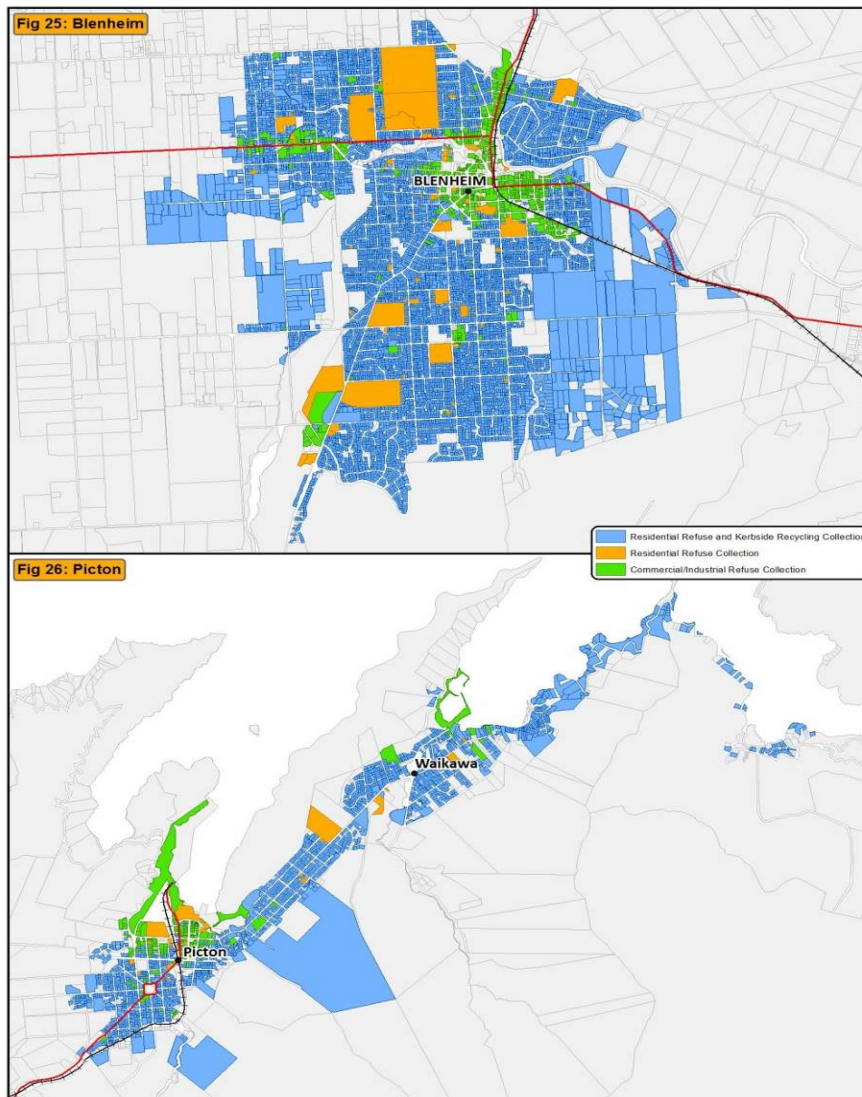 Fig 25: Blenheim
BLENHEIM
Residential Refuse and Kerbside Recycling Collection
Residential Refuse Collection
Commercial/Industrial Refuse Collection
Fig 26: Picton
Waikawa
Picton